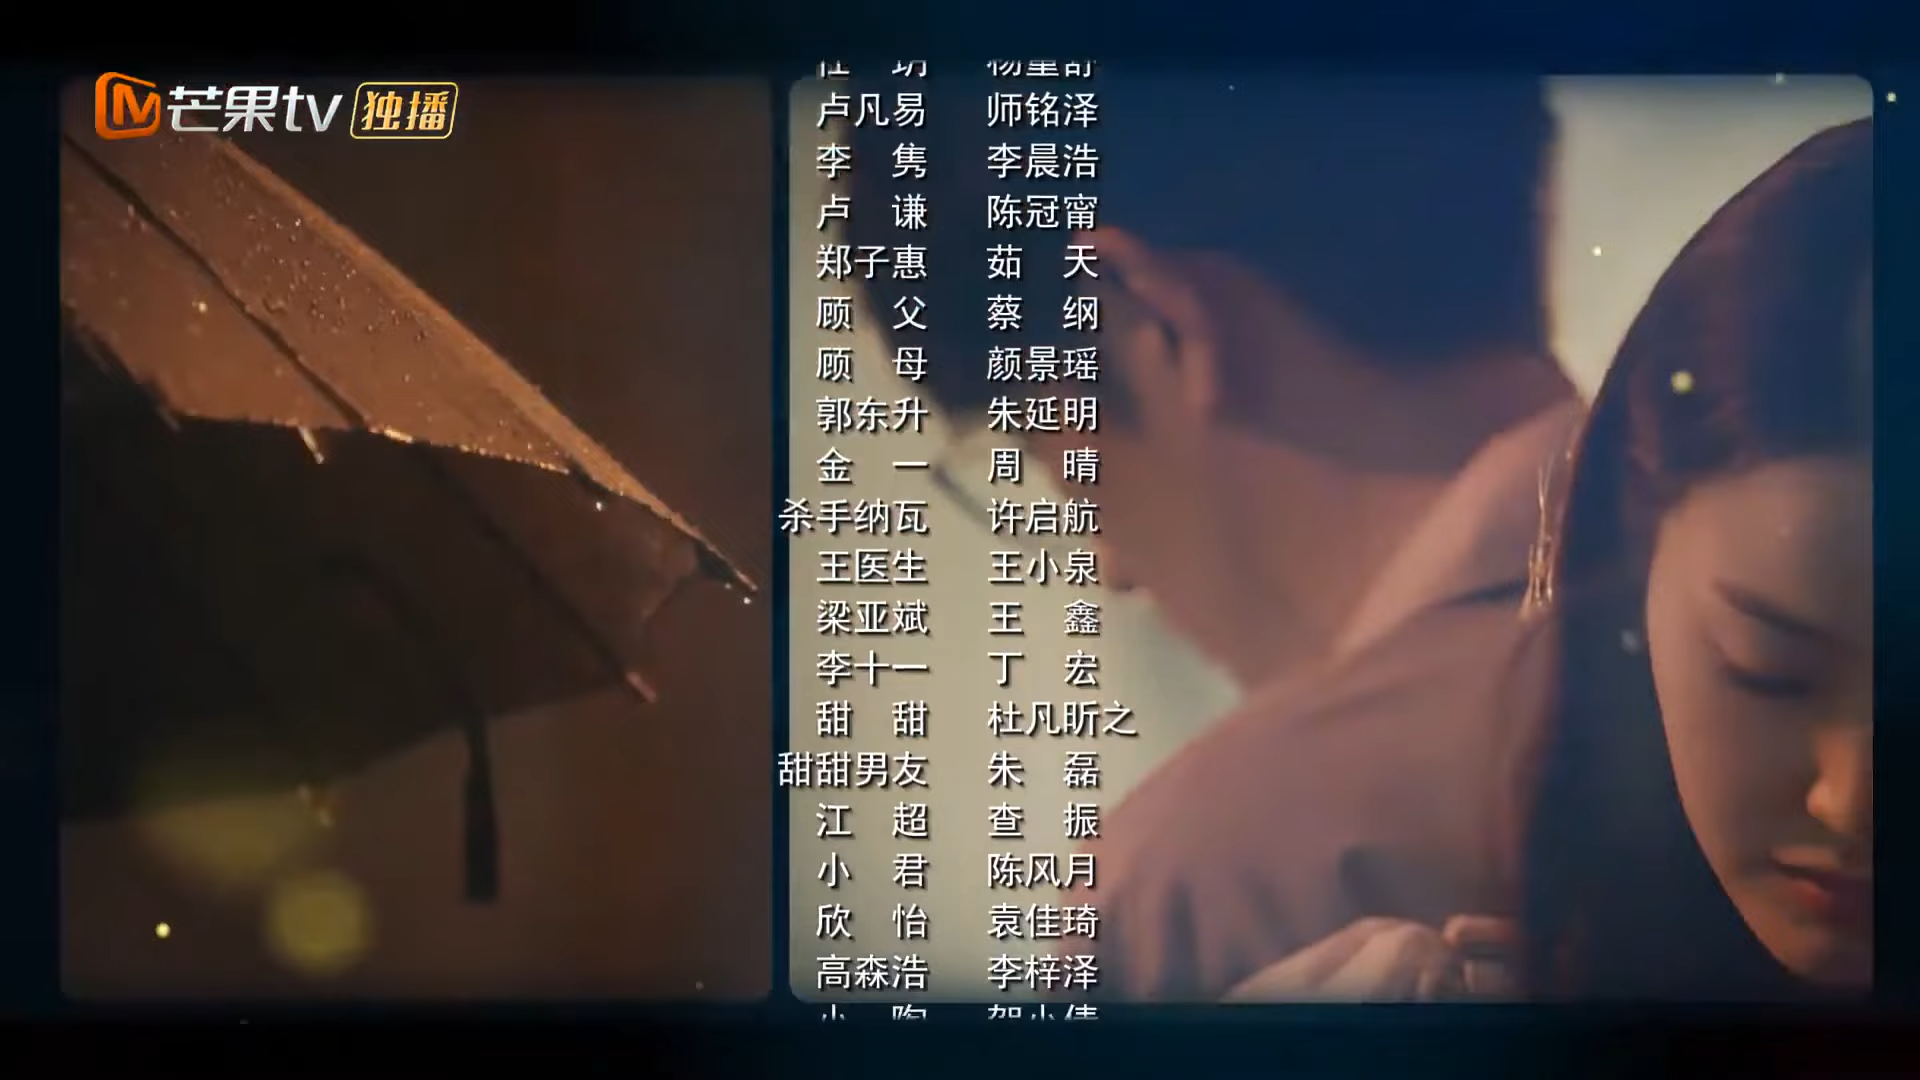 芒果tv 独播
卢凡易 师铭泽
李隽 李晨浩
卢谦 陈冠甯
郑子惠 茹天
顾父 蔡纲
顾母 颜景瑶
郭东升 朱延明
金一 周晴
杀手纳瓦 许启航
王医生 王小泉
梁亚斌 王鑫
李十一 丁宏
甜甜 杜凡昕之
甜甜男友 朱磊
江超 查振
小君 陈风月
欣怡 袁佳琦
高森浩 李梓泽